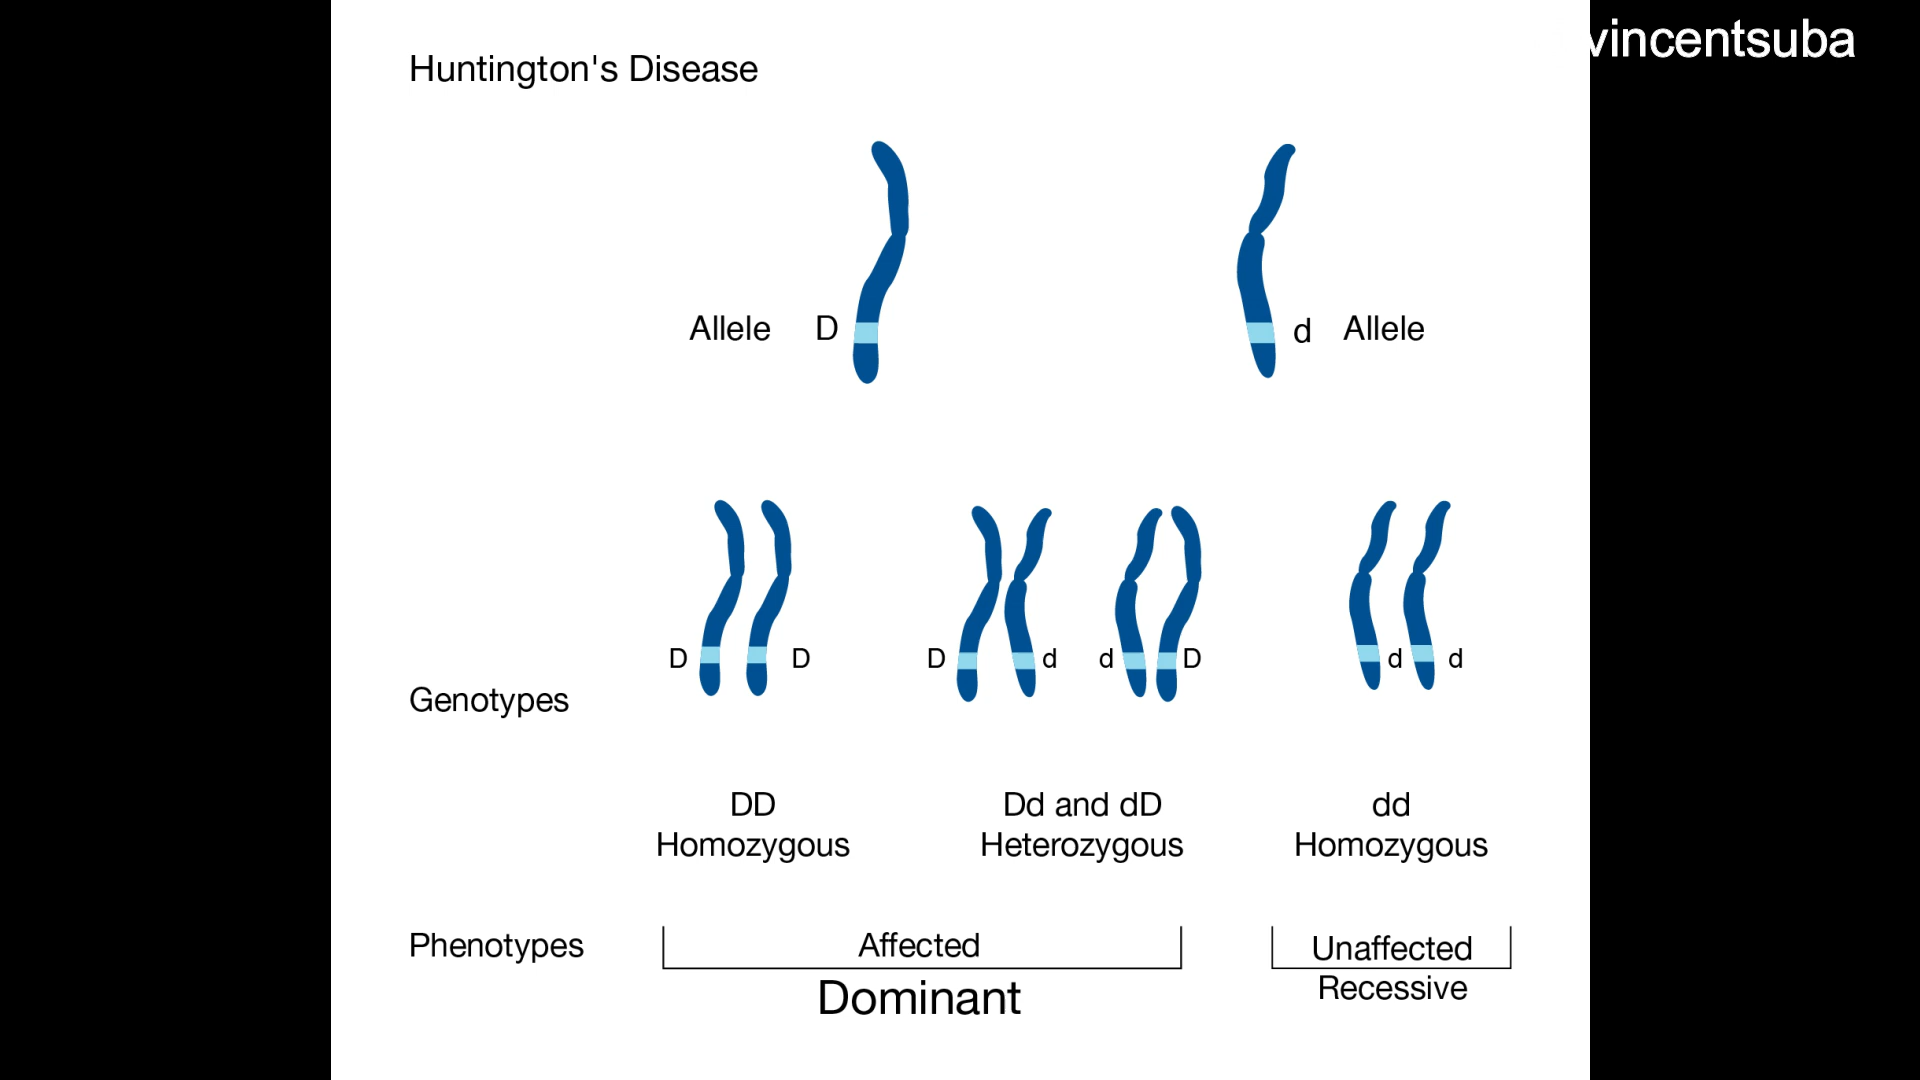 vincentsuba
Huntington's Disease
Allele D d Allele
D D D d d D d d
Genotypes
DD Dd and dD dd
Homozygous Heterozygous Homozygous
Phenotypes Affected Unaffected
Dominant Recessive